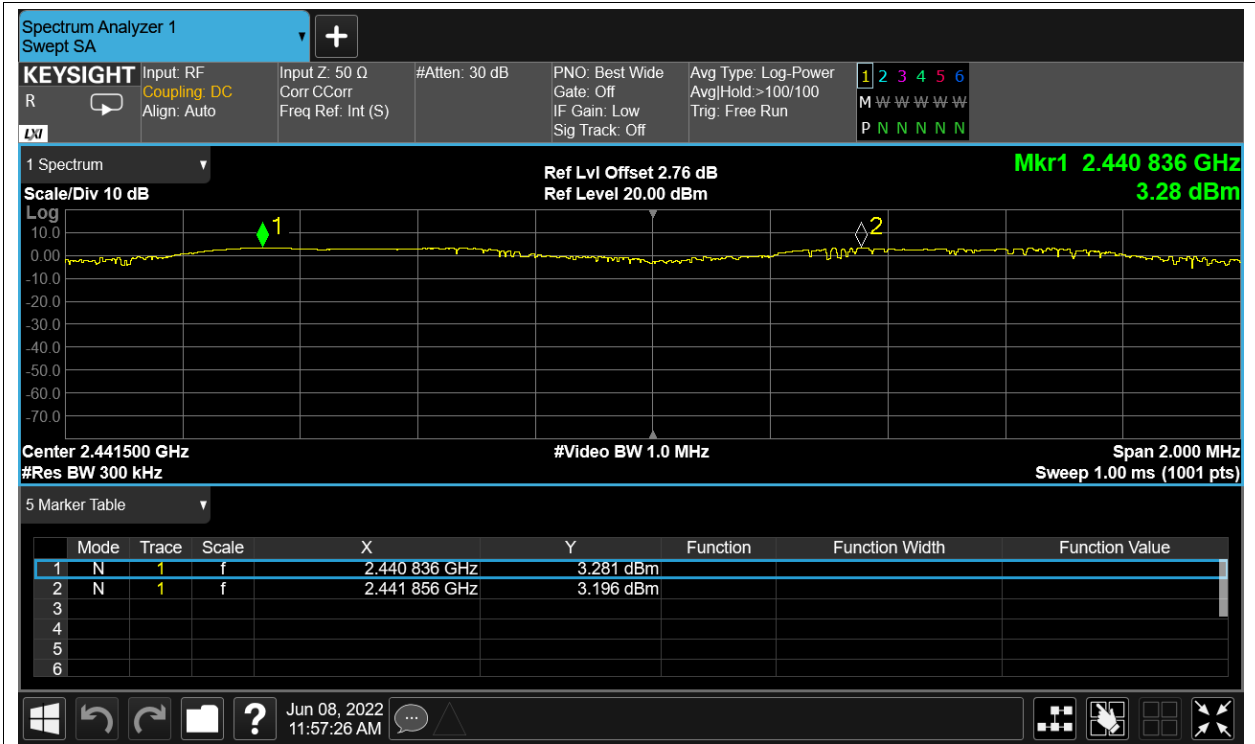 Spectrum Analyzer 1
Swept SA
KEYSIGHT Input: RF Input Z: 50 Ω #Atten: 30 dB PNO: Best Wide Avg Type: Log-Power 1 2 3 4 5 6
R Coupling: DC Corr CCorr Gate: Off Avg|Hold:>100/100 M W W W W W
Align: Auto Freq Ref: Int (S) IF Gain: Low Trig: Free Run
LXI Sig Track: Off P N N N N N
1 Spectrum Ref Lvl Offset 2.76 dB Mkr1 2.440 836 GHz
Scale/Div 10 dB Ref Level 20.00 dBm 3.28 dBm
Log
1 2
10.0
0.00
-10.0
-20.0
-30.0
-40.0
-50.0
-60.0
-70.0
Center 2.441500 GHz #Video BW 1.0 MHz Span 2.000 MHz
#Res BW 300 kHz Sweep 1.00 ms (1001 pts)
5 Marker Table
Mode Trace Scale X Y Function Function Width Function Value
1 N 1 f 2.440 836 GHz 3.281 dBm
2 N 1 f 2.441 856 GHz 3.196 dBm
3
4
5
6
? Jun 08, 2022
11:57:26 AM